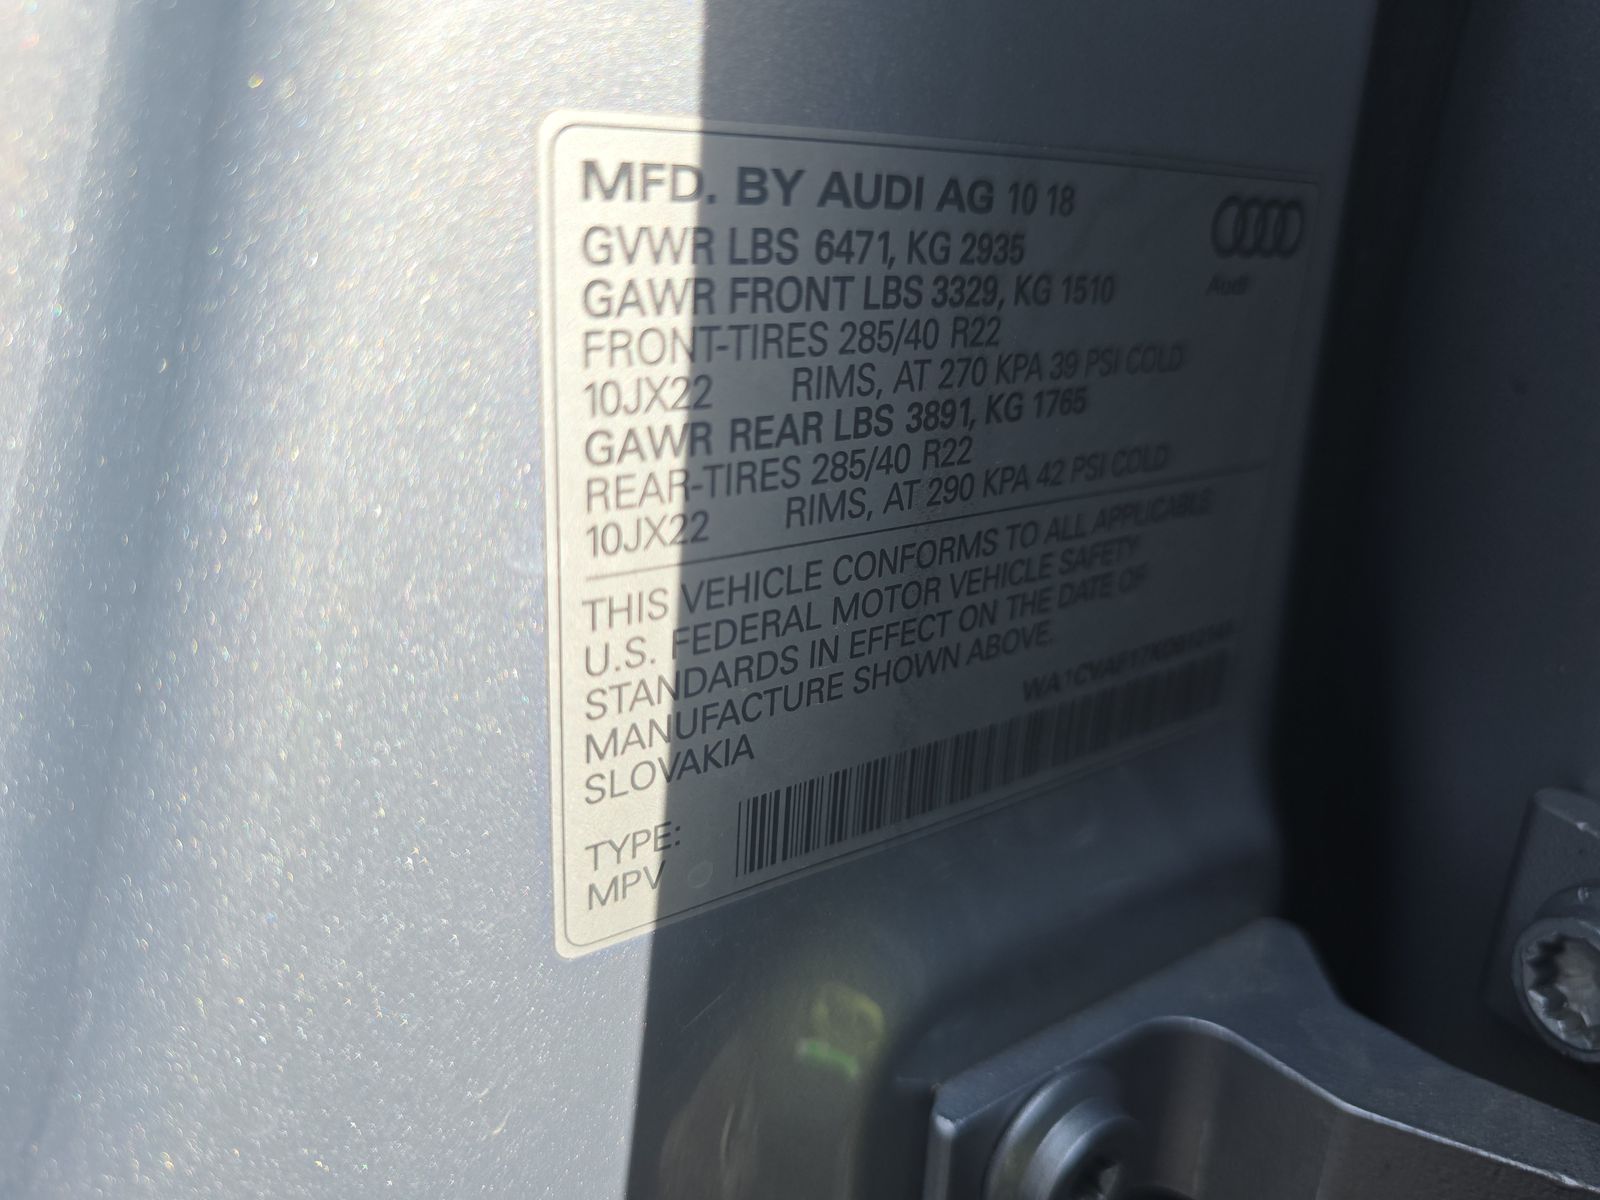 MFD. BY AUDI AG 10 18
GVWR LBS 6471, KG 2935
GAWR FRONT LBS 3329, KG 1510
FRONT-TIRES 285/40 R22
10JX22 RIMS, AT 270 KPA 39 PSI COLD
GAWR REAR LBS 3891, KG 1765
REAR-TIRES 285/40 R22
10JX22 RIMS, AT 290 KPA 42 PSI COLD
THIS VEHICLE CONFORMS TO ALL APPLICABLE
U.S. FEDERAL MOTOR VEHICLE SAFETY
STANDARDS IN EFFECT ON THE DATE OF
MANUFACTURE SHOWN ABOVE.
SLOVAKIA
TYPE:
MPV
Audi